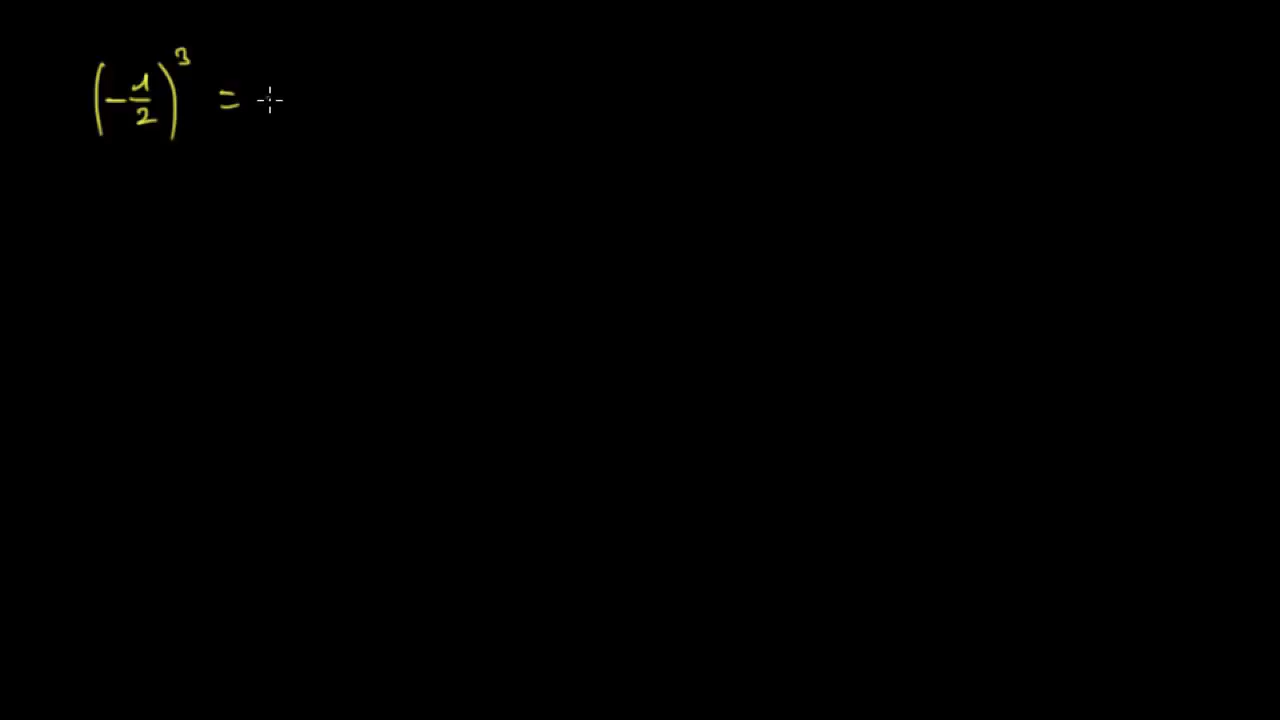 (-1/2)³ =